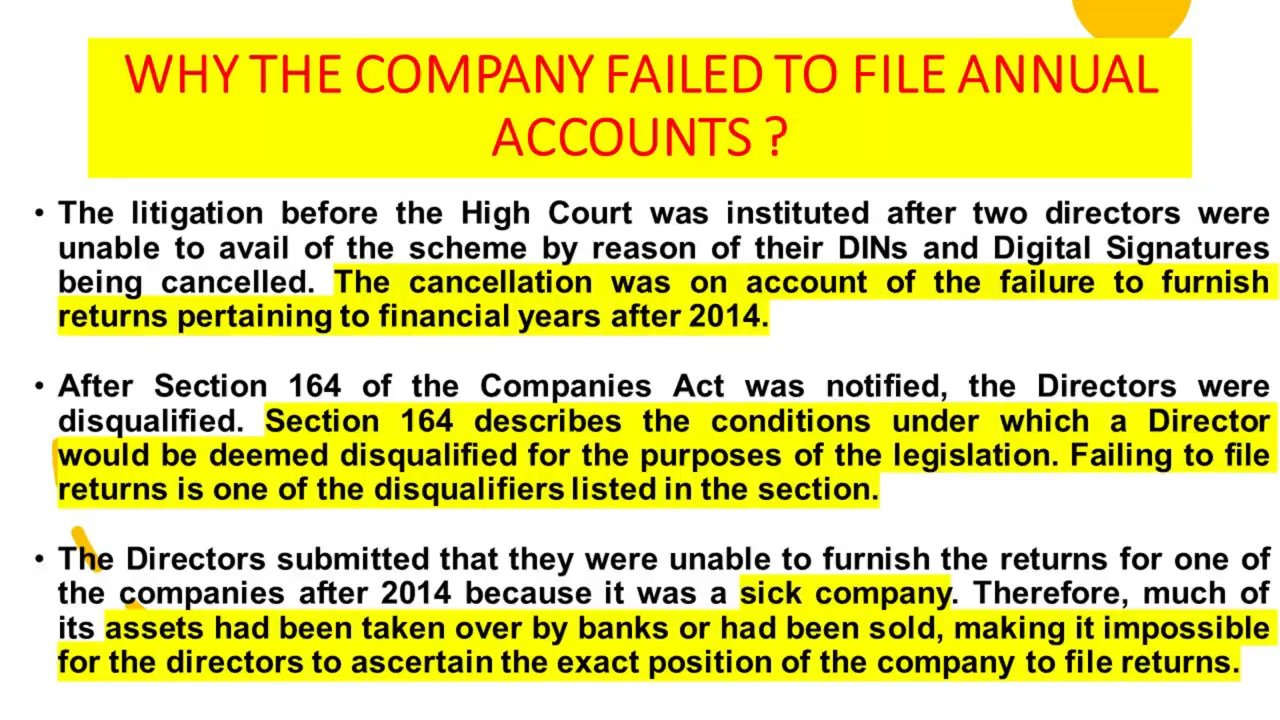 WHY THE COMPANY FAILED TO FILE ANNUAL
ACCOUNTS ?
• The litigation before the High Court was instituted after two directors were
unable to avail of the scheme by reason of their DINs and Digital Signatures
being cancelled. The cancellation was on account of the failure to furnish
returns pertaining to financial years after 2014.
• After Section 164 of the Companies Act was notified, the Directors were
disqualified. Section 164 describes the conditions under which a Director
would be deemed disqualified for the purposes of the legislation. Failing to file
returns is one of the disqualifiers listed in the section.
• The Directors submitted that they were unable to furnish the returns for one of
the companies after 2014 because it was a sick company. Therefore, much of
its assets had been taken over by banks or had been sold, making it impossible
for the directors to ascertain the exact position of the company to file returns.